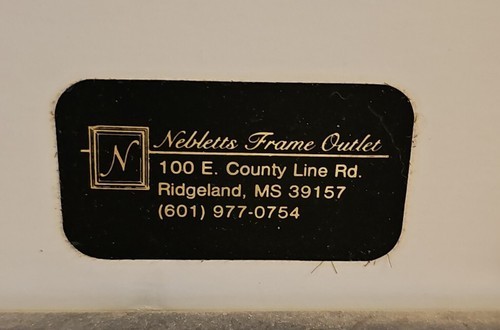 N
Nebletts Frame Outlet
100 E. County Line Rd.
Ridgeland, MS 39157
(601) 977-0754